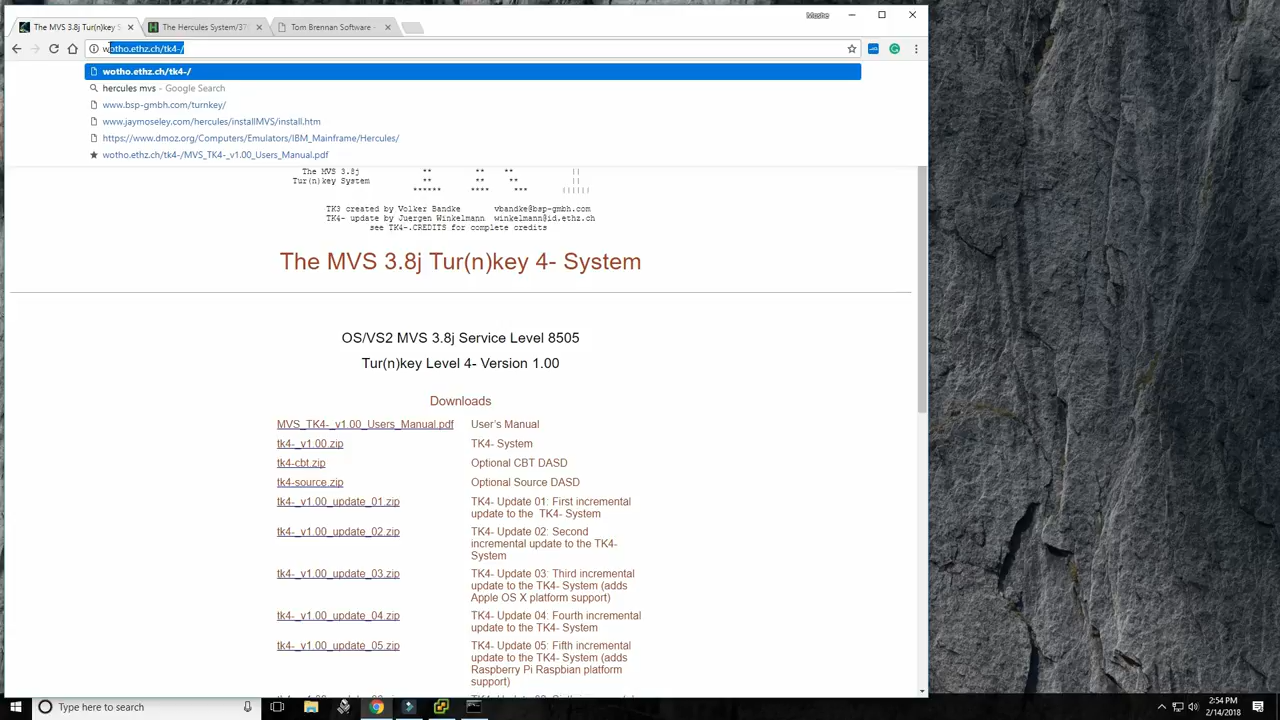 Moshe
The MVS 3.8j Tur(n)key S
The Hercules System/37
Tom Brennan Software -
wotho.ethz.ch/tk4-/
wotho.ethz.ch/tk4-/
hercules mvs - Google Search
www.bsp-gmbh.com/turnkey/
www.jaymoseley.com/hercules/installMVS/install.htm
https://www.dmoz.org/Computers/Emulators/IBM_Mainframe/Hercules/
wotho.ethz.ch/tk4-/MVS_TK4-_v1.00_Users_Manual.pdf
The MVS 3.8j ** ** ** ||
Tur(n)key System ** ** ** ||
****** **** *** ||||||
TK3 created by Volker Bandke vbandke@bsp-gmbh.com
TK4- update by Juergen Winkelmann winkelmann@id.ethz.ch
see TK4-.CREDITS for complete credits
The MVS 3.8j Tur(n)key 4- System
OS/VS2 MVS 3.8j Service Level 8505
Tur(n)key Level 4- Version 1.00
Downloads
MVS_TK4-_v1.00_Users_Manual.pdf User's Manual
tk4-_v1.00.zip TK4- System
tk4-cbt.zip Optional CBT DASD
tk4-source.zip Optional Source DASD
tk4-_v1.00_update_01.zip TK4- Update 01: First incremental
update to the TK4- System
tk4-_v1.00_update_02.zip TK4- Update 02: Second
incremental update to the TK4-
System
tk4-_v1.00_update_03.zip TK4- Update 03: Third incremental
update to the TK4- System (adds
Apple OS X platform support)
tk4-_v1.00_update_04.zip TK4- Update 04: Fourth incremental
update to the TK4- System
tk4-_v1.00_update_05.zip TK4- Update 05: Fifth incremental
update to the TK4- System (adds
Raspberry Pi Raspbian platform
support)
Type here to search
2:54 PM
2/14/2018